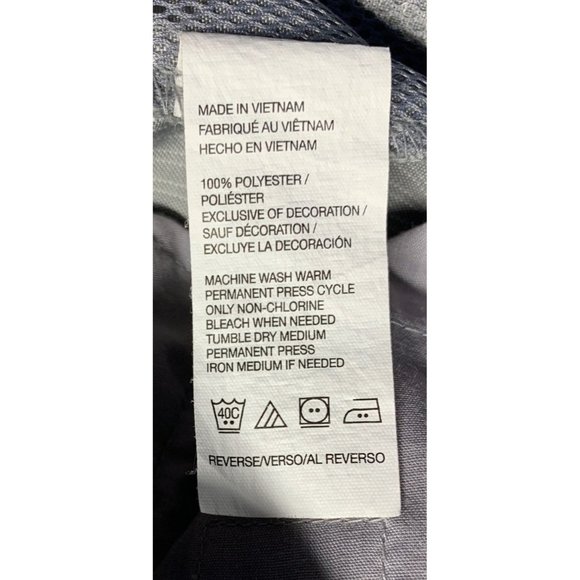 MADE IN VIETNAM
FABRIQUÉ AU VIÊTNAM
HECHO EN VIETNAM
100% POLYESTER /
POLIÉSTER
EXCLUSIVE OF DECORATION /
SAUF DÉCORATION /
EXCLUYE LA DECORACIÓN
MACHINE WASH WARM
PERMANENT PRESS CYCLE
ONLY NON-CHLORINE
BLEACH WHEN NEEDED
TUMBLE DRY MEDIUM
PERMANENT PRESS
IRON MEDIUM IF NEEDED
40C
REVERSE/VERSO/AL REVERSO